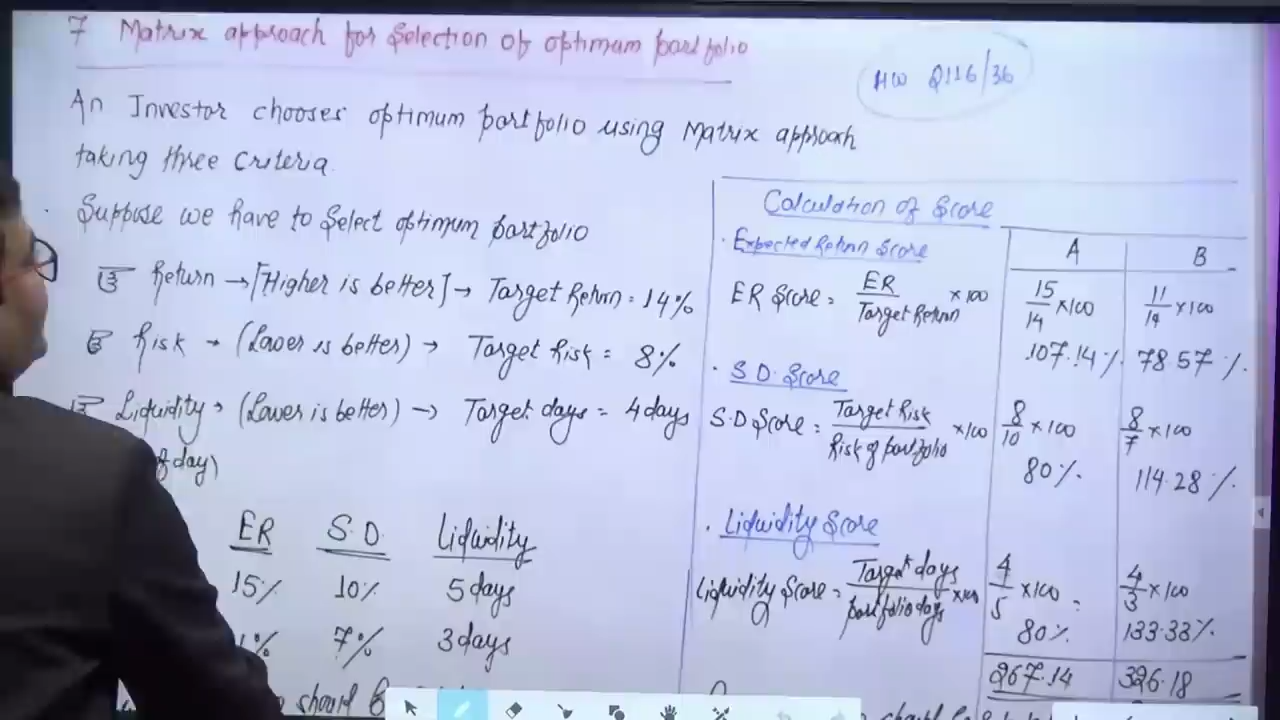 7 Matrix approach for Selection of optimum portfolio
HW Q116/36
An Investor chooses optimum portfolio using Matrix approach
taking three Criteria.
Suppose we have to Select optimum portfolio
Return → [Higher is better] → Target Return = 14%
Risk → (Lower is better) → Target Risk = 8%
Liquidity → (Lower is better) → Target days = 4 days
of days)
ER S.D. Liquidity
15% 10% 5 days
1% 7% 3 days
should
Calculation of Score
A B
· Expected Return Score
ER Score = ER / Target Return × 100
15/14 × 100 11/14 × 100
107.14% 78.57%
· S.D. Score
S.D Score = Target Risk / Risk of portfolio × 100
8/10 × 100 8/7 × 100
80% 114.28%
· Liquidity Score
Liquidity Score = Target days / portfolio days × 100
4/5 × 100 = 4/3 × 100
80% 133.33%
267.14 326.18
should